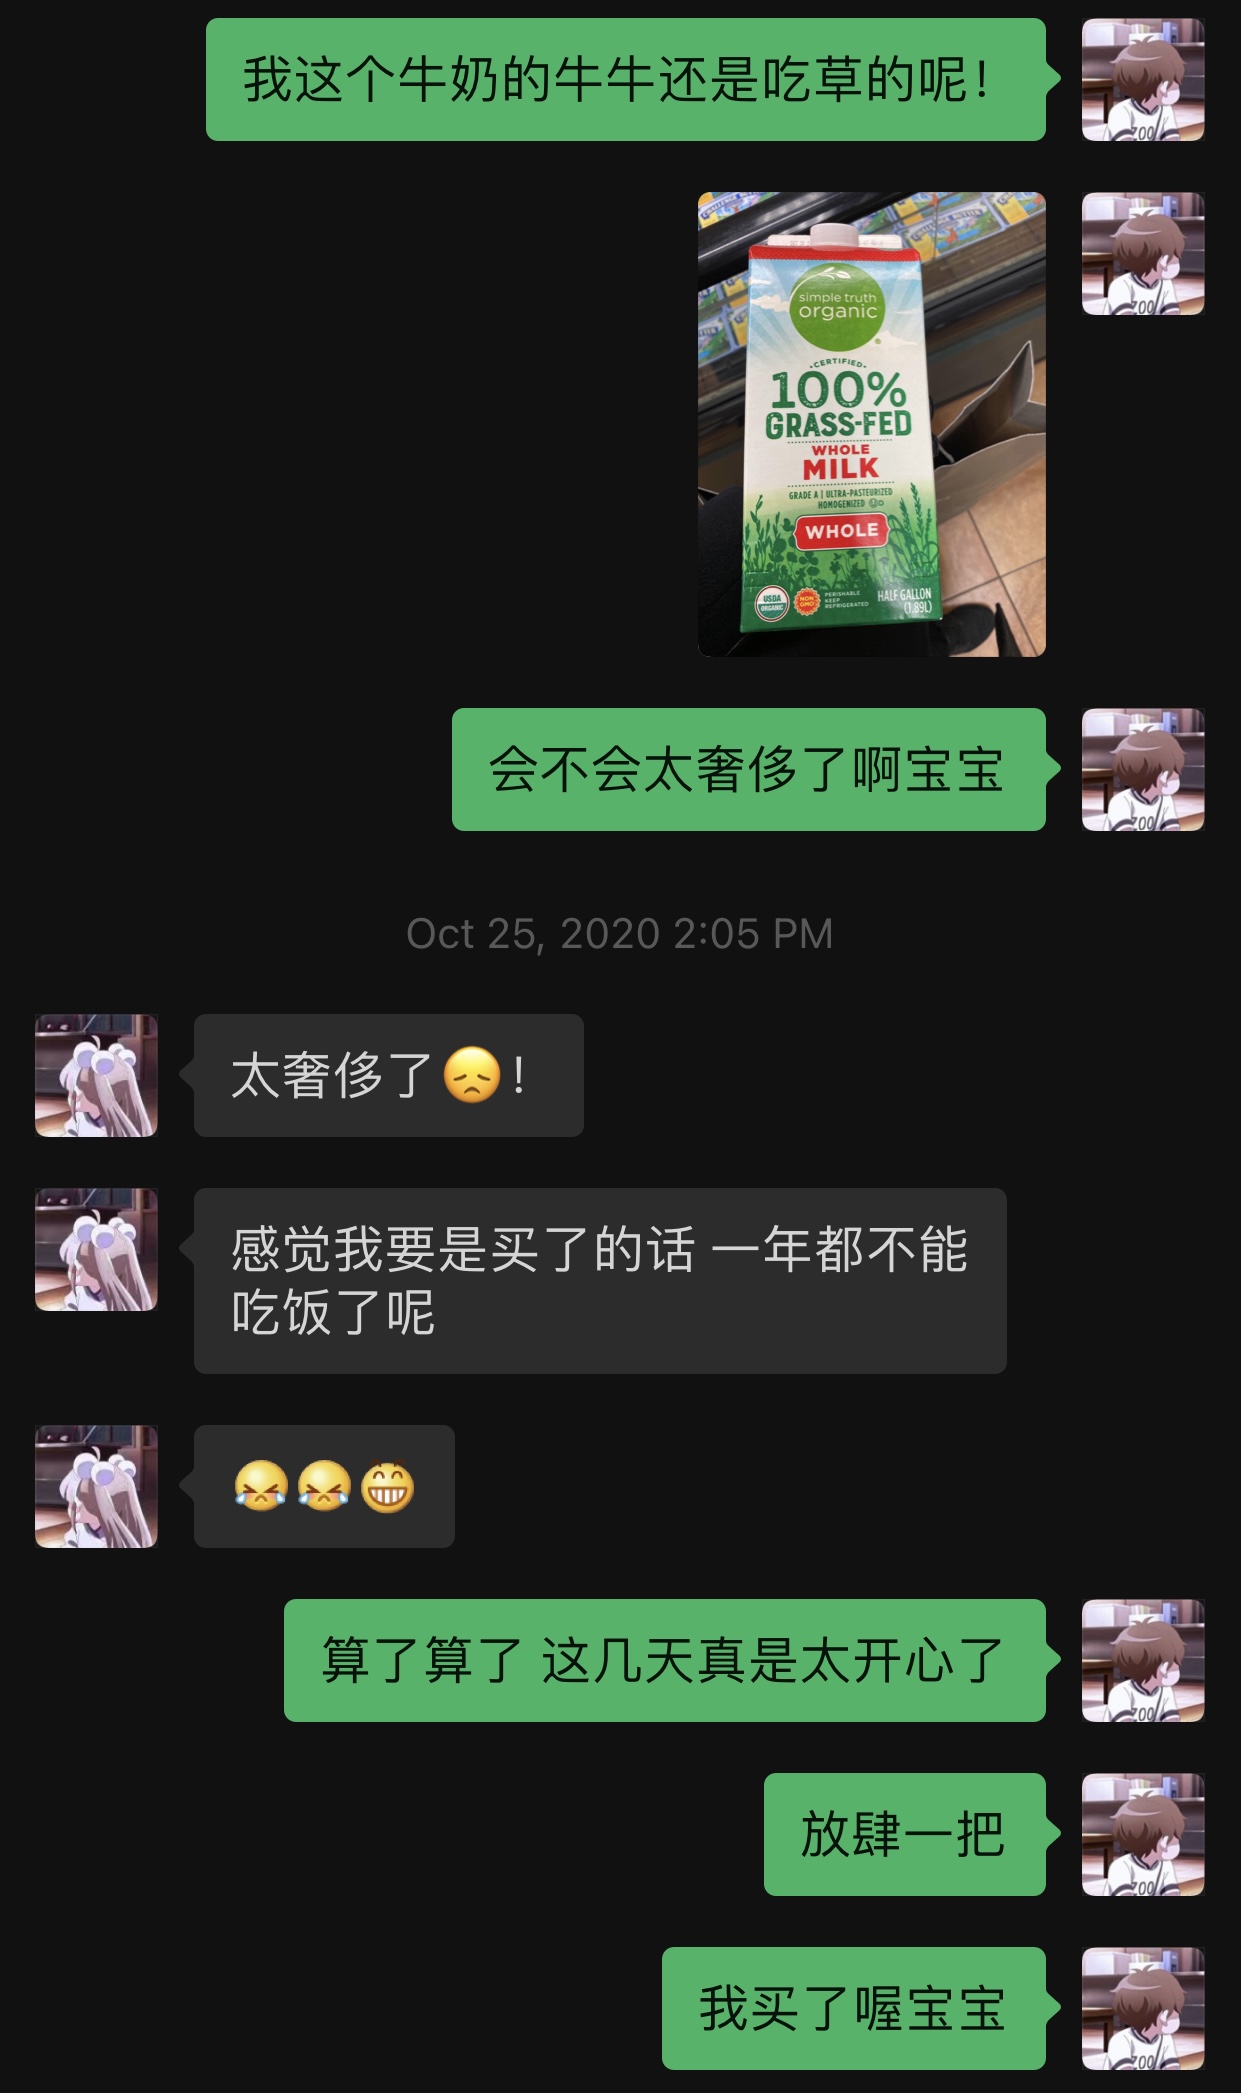 我这个牛奶的牛牛还是吃草的呢！
simple truth
organic
CERTIFIED
100%
GRASS-FED
WHOLE
MILK
GRADE A | ULTRA-PASTEURIZED
HOMOGENIZED
WHOLE
USDA
ORGANIC
NON
GMO
PERISHABLE
KEEP
REFRIGERATED
HALF GALLON
(1.89L)
会不会太奢侈了啊宝宝
Oct 25, 2020 2:05 PM
太奢侈了😞！
感觉我要是买了的话 一年都不能
吃饭了呢
😹😹😁
算了算了 这几天真是太开心了
放肆一把
我买了喔宝宝